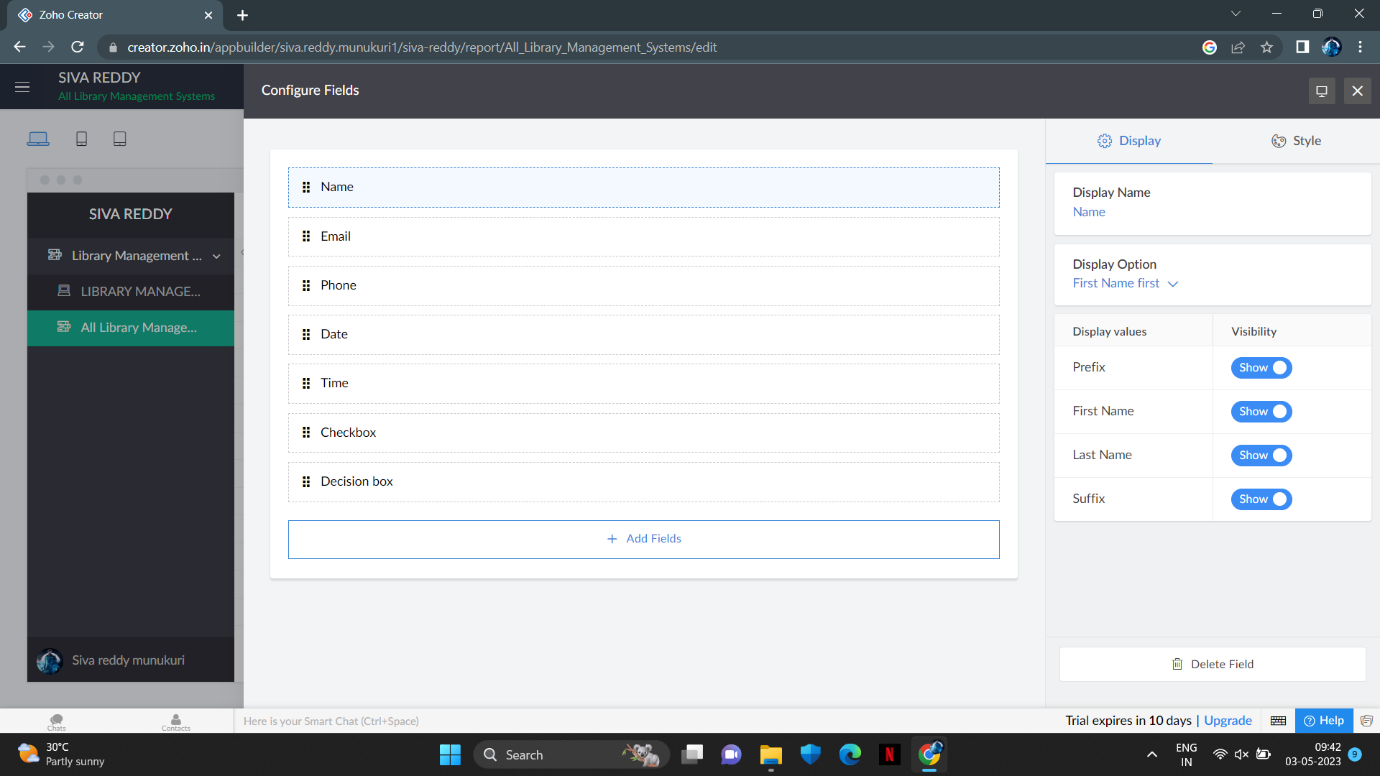 Zoho Creator
creator.zoho.in/appbuilder/siva.reddy.munukuri1/siva-reddy/report/All_Library_Management_Systems/edit
SIVA REDDY
All Library Management Systems
Configure Fields
Display
Style
SIVA REDDY
Library Management ...
LIBRARY MANAGE...
All Library Manage...
Siva reddy munukuri
Name
Email
Phone
Date
Time
Checkbox
Decision box
+ Add Fields
Display Name
Name
Display Option
First Name first
Display values Visibility
Prefix Show
First Name Show
Last Name Show
Suffix Show
Delete Field
Chats
Contacts
Here is your Smart Chat (Ctrl+Space)
Trial expires in 10 days | Upgrade
Help
30°C
Partly sunny
Search
N
ENG
IN
09:42
03-05-2023
9